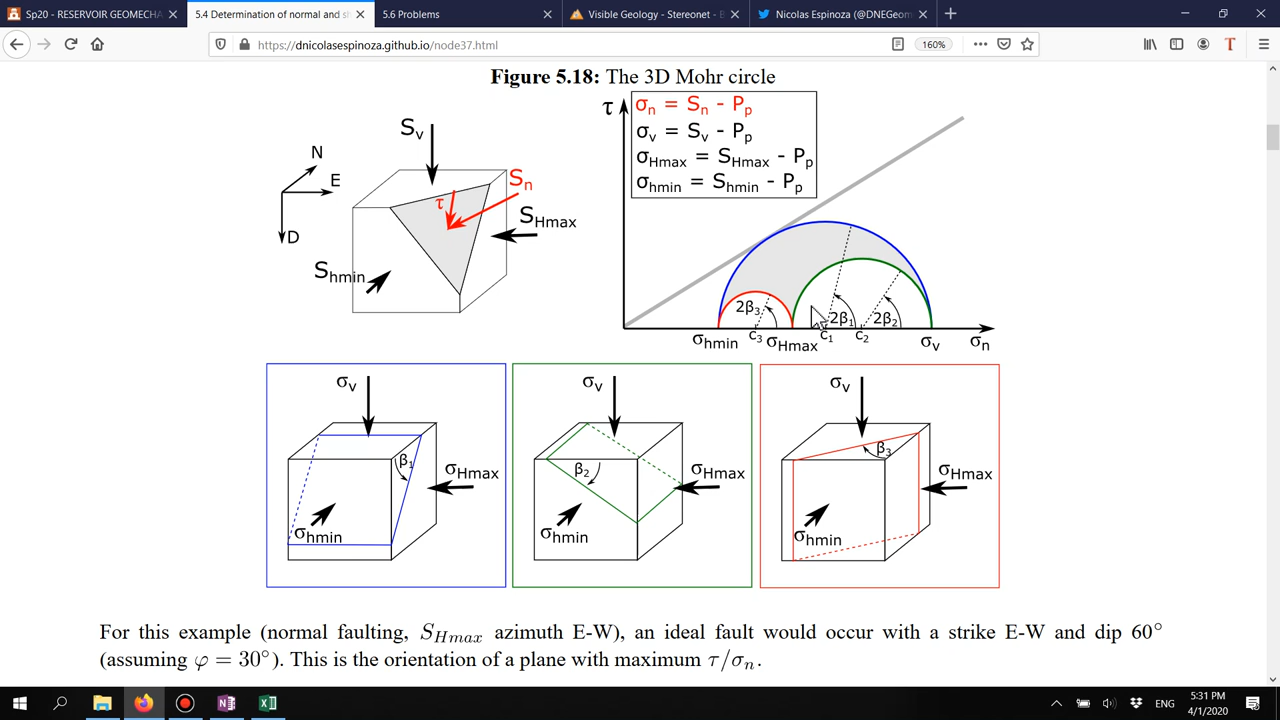 Sp20 - RESERVOIR GEOMECHA
5.4 Determination of normal and sh
5.6 Problems
Visible Geology - Stereonet - B
Nicolas Espinoza (@DNEGeom
https://dnicolasespinoza.github.io/node37.html
160%
Figure 5.18: The 3D Mohr circle
N
E
D
Sv
τ
Sn
SHmax
Shmin
τ
σn = Sn - Pp
σv = Sv - Pp
σHmax = SHmax - Pp
σhmin = Shmin - Pp
2β3
2β1
2β2
σhmin
c3
σHmax
c1
c2
σv
σn
σv
β1
σHmax
σhmin
σv
β2
σHmax
σhmin
σv
β3
σHmax
σhmin
For this example (normal faulting, SHmax azimuth E-W), an ideal fault would occur with a strike E-W and dip 60°
(assuming φ = 30°). This is the orientation of a plane with maximum τ/σn.
ENG
5:31 PM
4/1/2020